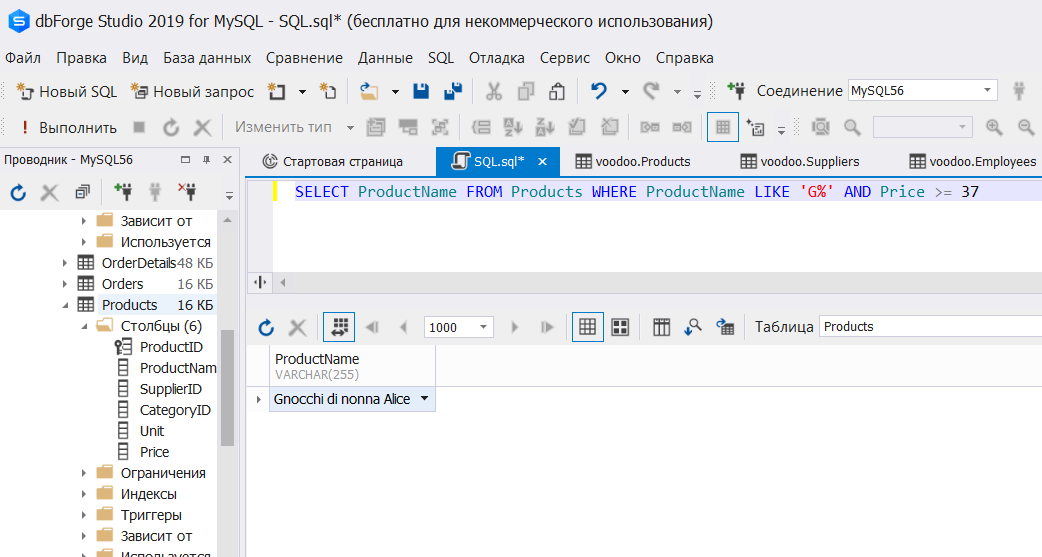 dbForge Studio 2019 for MySQL - SQL.sql* (бесплатно для некоммерческого использования)
Файл Правка Вид База данных Сравнение Данные SQL Отладка Сервис Окно Справка
Новый SQL Новый запрос Соединение MySQL56
! Выполнить Изменить тип
Проводник - MySQL56
Стартовая страница SQL.sql* voodoo.Products voodoo.Suppliers voodoo.Employees
SELECT ProductName FROM Products WHERE ProductName LIKE 'G%' AND Price >= 37
Зависит от
Используется
OrderDetails 48 КБ
Orders 16 КБ
Products 16 КБ
Столбцы (6)
ProductID
ProductNam
SupplierID
CategoryID
Unit
Price
Ограничения
Индексы
Триггеры
Зависит от
Используется
1000 Таблица Products
ProductName
VARCHAR(255)
Gnocchi di nonna Alice